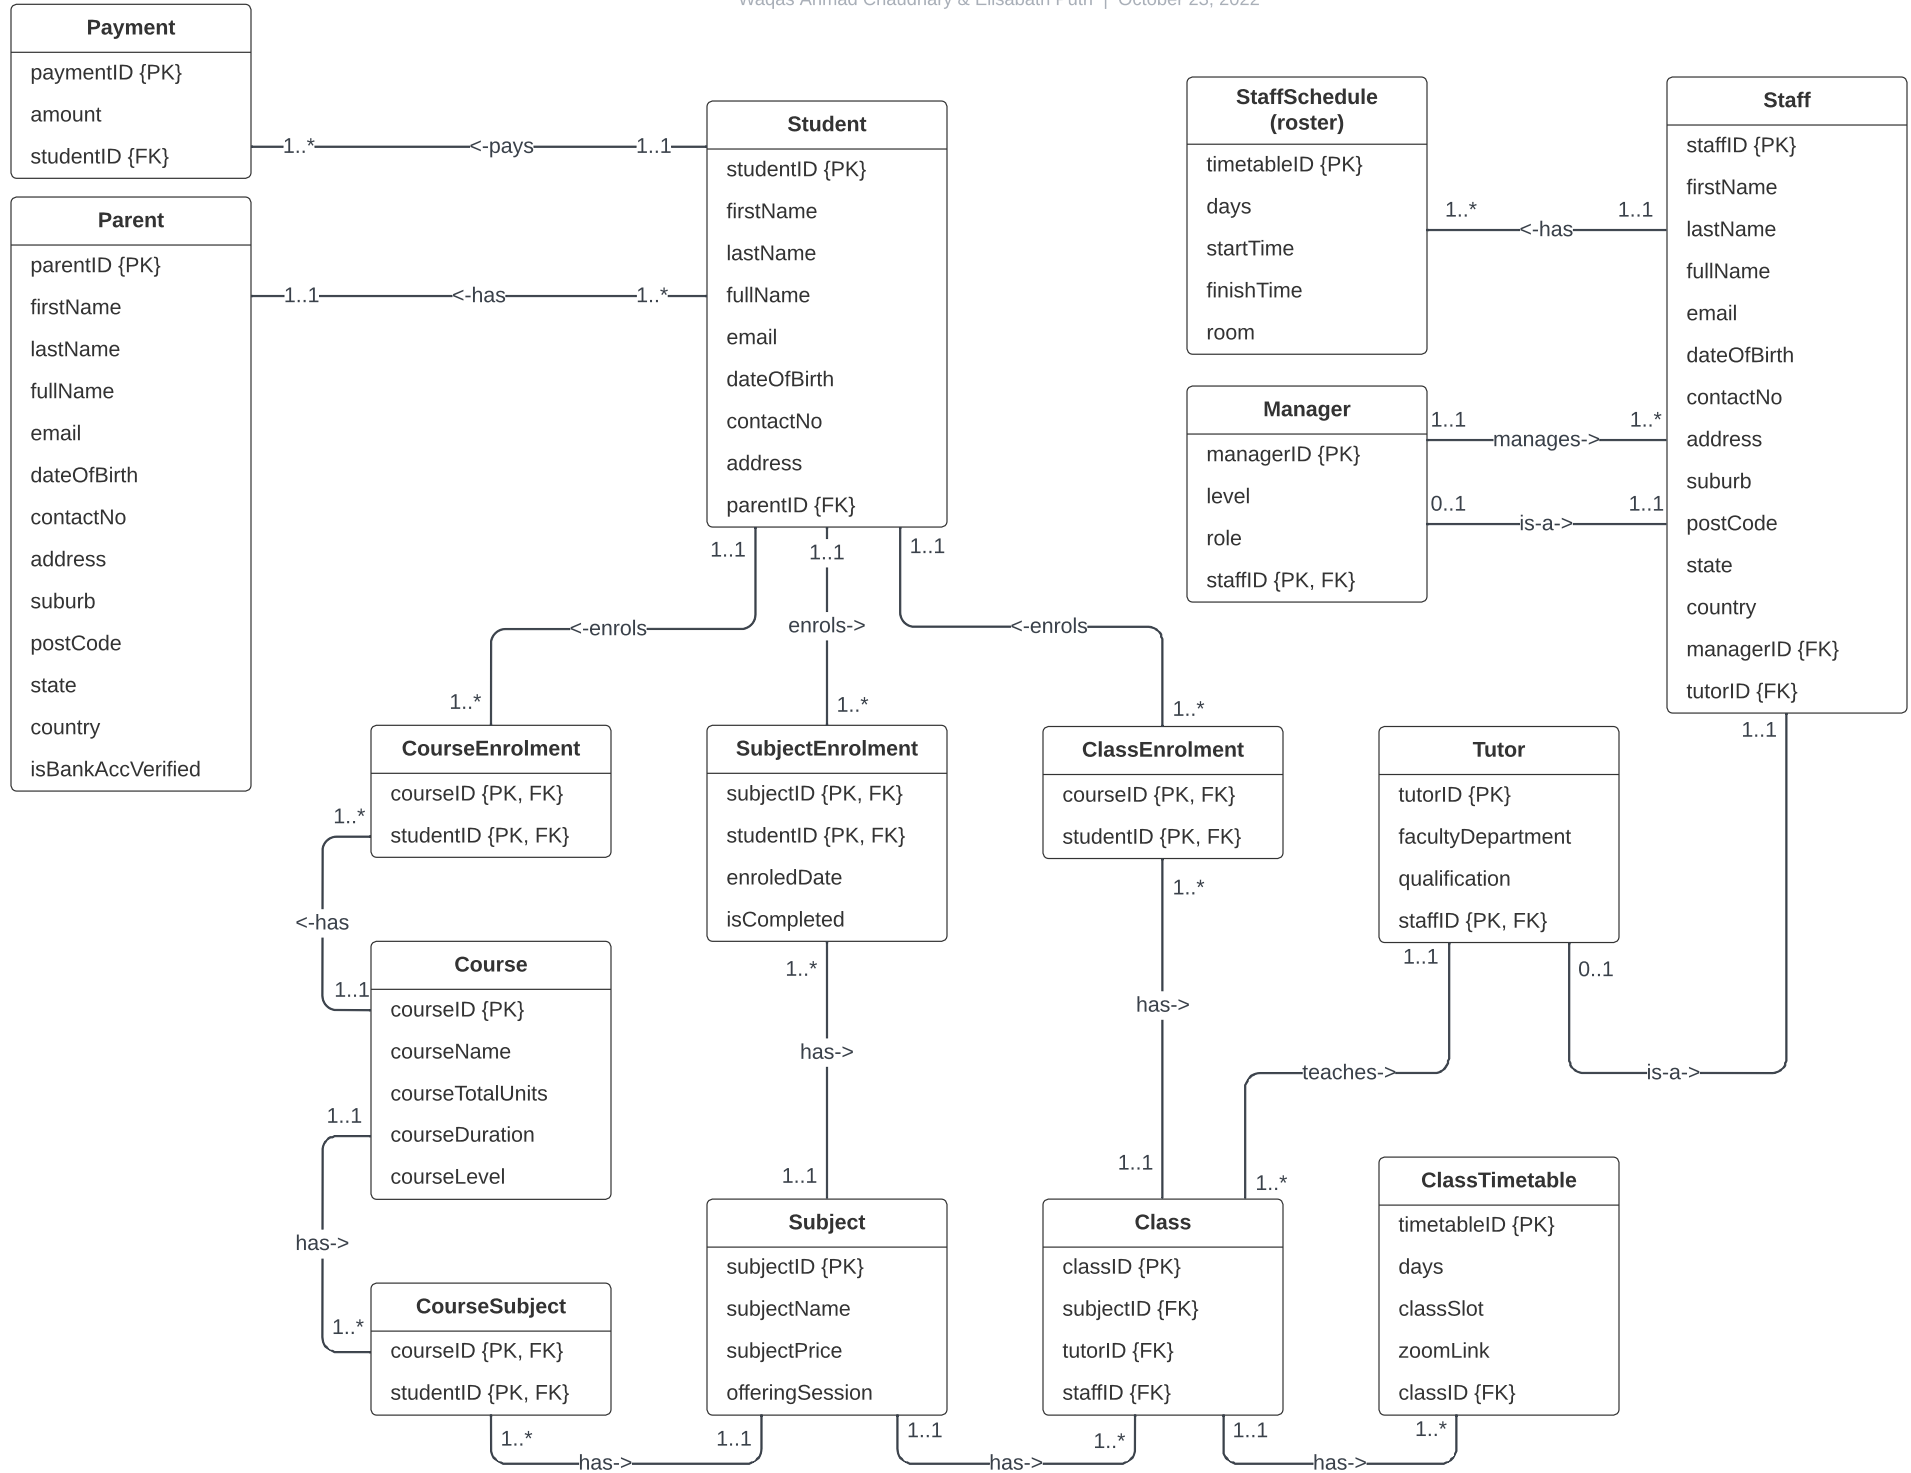 Waqas Ahmad Chaudhary & Elisabath Putri | October 23, 2022
Payment
paymentID {PK}
amount
studentID {FK}
1..*
<-pays
1..1
Parent
parentID {PK}
firstName
lastName
fullName
email
dateOfBirth
contactNo
address
suburb
postCode
state
country
isBankAccVerified
1..1
<-has
1..*
Student
studentID {PK}
firstName
lastName
fullName
email
dateOfBirth
contactNo
address
parentID {FK}
StaffSchedule
(roster)
timetableID {PK}
days
startTime
finishTime
room
1..*
<-has
1..1
Staff
staffID {PK}
firstName
lastName
fullName
email
dateOfBirth
contactNo
address
suburb
postCode
state
country
managerID {FK}
tutorID {FK}
Manager
managerID {PK}
level
role
staffID {PK, FK}
1..1
manages->
1..*
0..1
is-a->
1..1
1..1
<-enrols
1..*
1..1
enrols->
1..*
1..1
<-enrols
1..*
CourseEnrolment
courseID {PK, FK}
studentID {PK, FK}
SubjectEnrolment
subjectID {PK, FK}
studentID {PK, FK}
enroledDate
isCompleted
ClassEnrolment
courseID {PK, FK}
studentID {PK, FK}
Tutor
tutorID {PK}
facultyDepartment
qualification
staffID {PK, FK}
1..1
1..*
<-has
1..1
Course
courseID {PK}
courseName
courseTotalUnits
courseDuration
courseLevel
1..*
has->
1..1
1..*
has->
1..1
1..1
teaches->
1..*
0..1
is-a->
1..1
has->
1..*
CourseSubject
courseID {PK, FK}
studentID {PK, FK}
Subject
subjectID {PK}
subjectName
subjectPrice
offeringSession
Class
classID {PK}
subjectID {FK}
tutorID {FK}
staffID {FK}
ClassTimetable
timetableID {PK}
days
classSlot
zoomLink
classID {FK}
1..*
has->
1..1
1..1
has->
1..*
1..1
has->
1..*